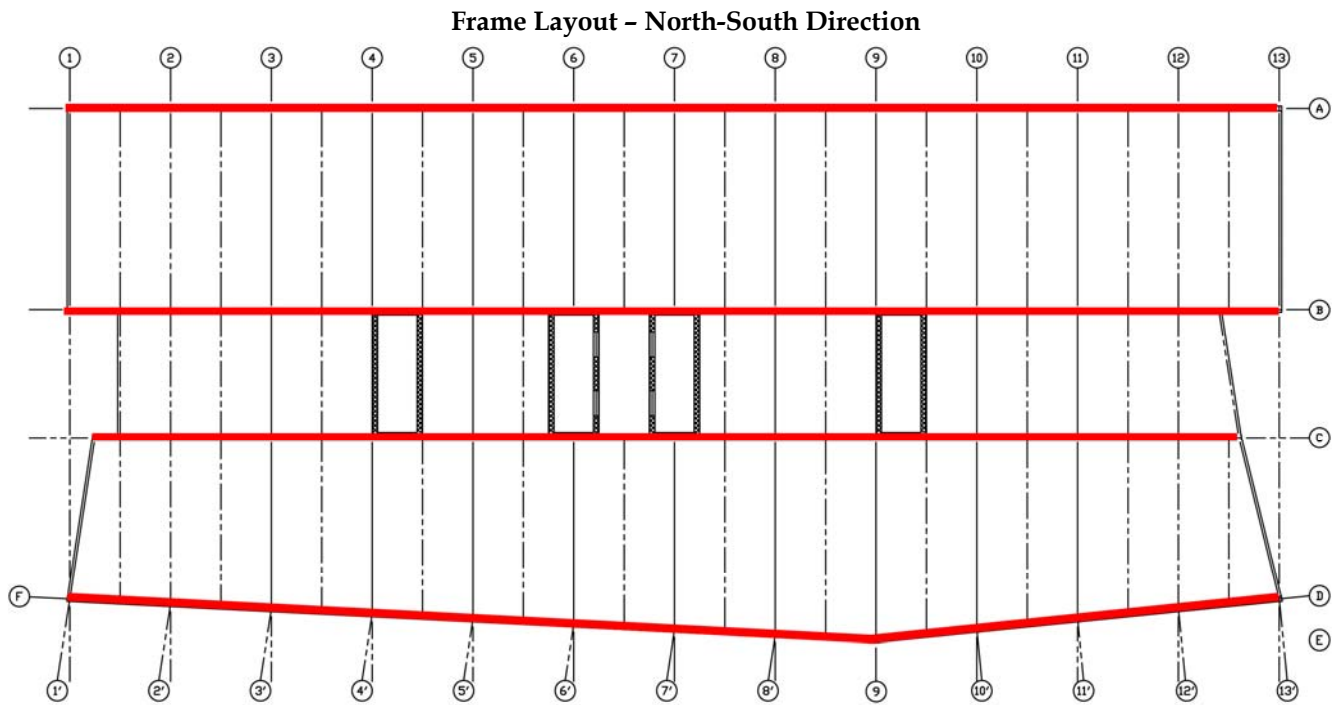 Frame Layout – North-South Direction
1 2 3 4 5 6 7 8 9 10 11 12 13
A
B
C
F D
E
1' 2' 3' 4' 5' 6' 7' 8' 9 10' 11' 12' 13'